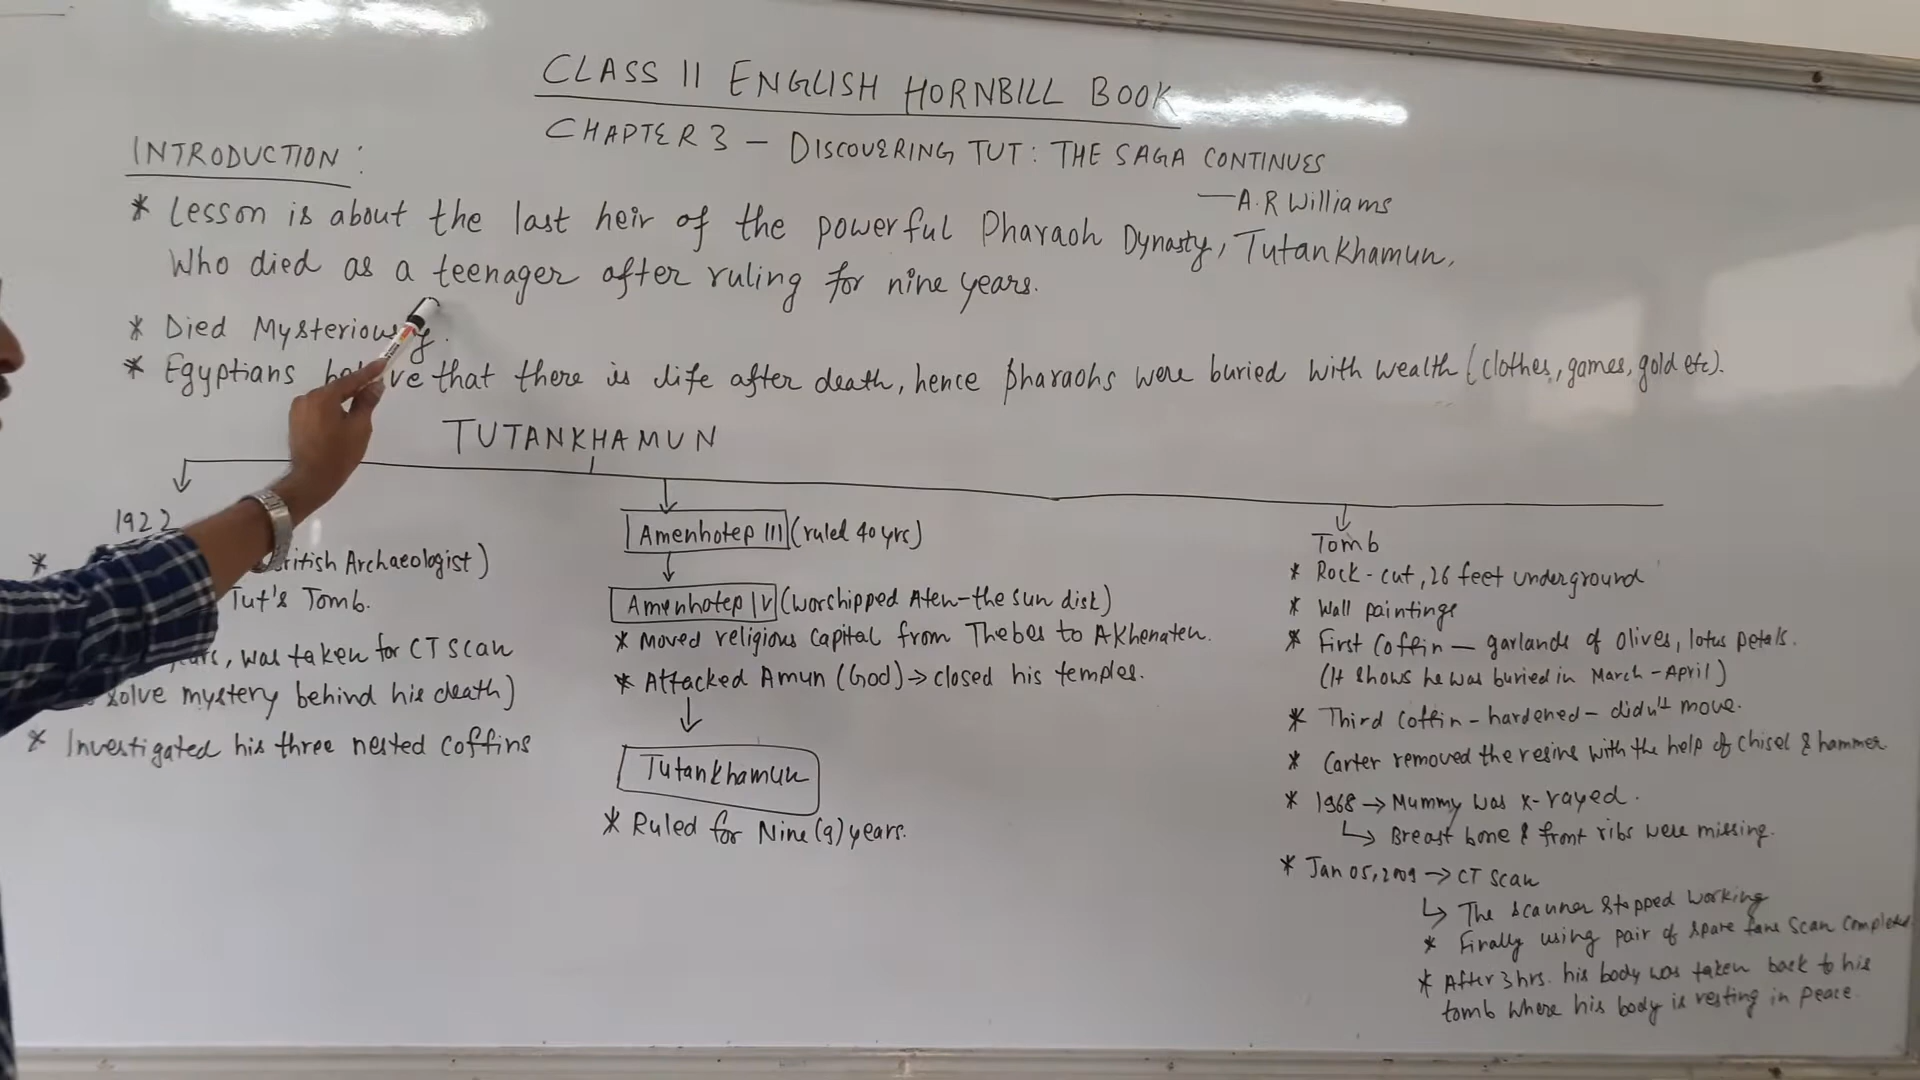 CLASS 11 ENGLISH HORNBILL BOOK
CHAPTER 3 – DISCOVERING TUT : THE SAGA CONTINUES
— A.R Williams
INTRODUCTION :
* Lesson is about the last heir of the powerful Pharaoh Dynasty, Tutankhamun,
Who died as a teenager after ruling for nine years.
* Died Mysteriously.
* Egyptians that there is life after death, hence pharaohs were buried with wealth (clothes, games, gold etc).
TUTANKHAMUN
1922
* British Archaeologist)
Tut's Tomb.
, was taken for CT Scan
solve mystery behind his death)
* Investigated his three nested coffins
Amenhotep III (ruled 40 yrs)
Amenhotep IV (worshipped Aten – the sun disk)
* Moved religious capital from Thebes to Akhenaten.
* Attacked Amun (God) → closed his temples.
Tutankhamun
* Ruled for Nine (9) years.
Tomb
* Rock-cut, 26 feet underground
* Wall paintings
* First Coffin – garlands of olives, lotus petals.
(It shows he was buried in March - April)
* Third Coffin – hardened – didn't move.
* Carter removed the resins with the help of chisel & hammer
* 1968 → Mummy was x-rayed.
↳ Breast bone & front ribs were missing.
* Jan 05, 2009 → CT Scan
↳ The scanner stopped working
* Finally using pair of spare fans Scan completed
* After 3 hrs. his body was taken back to his
tomb where his body is resting in peace.